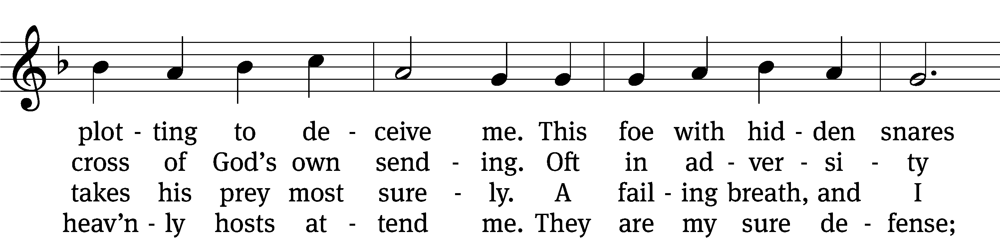 plot - ting to de - ceive me. This foe with hid - den snares
cross of God’s own send - ing. Oft in ad - ver - si - ty
takes his prey most sure - ly. A fail - ing breath, and I
heav’n - ly hosts at - tend me. They are my sure de - fense;